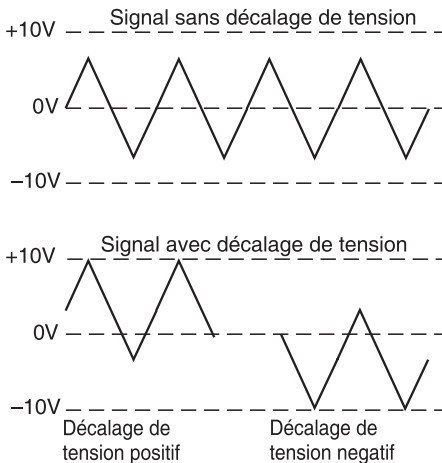 Signal sans décalage de tension
+10V
0V
−10V
Signal avec décalage de tension
+10V
0V
−10V
Décalage de
tension positif
Décalage de
tension negatif